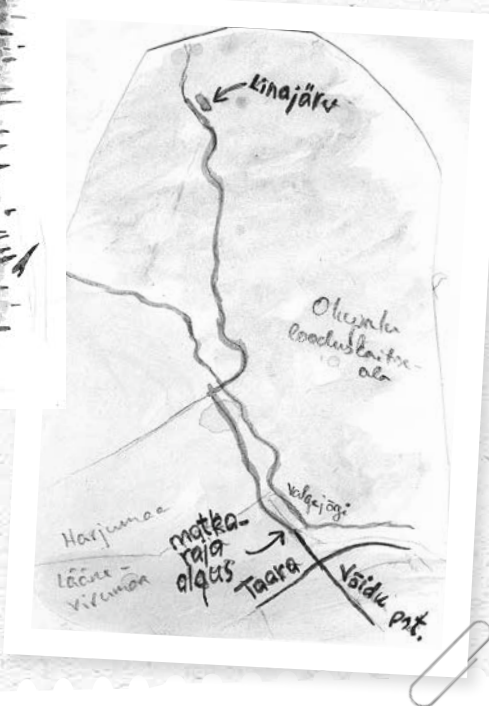 Linajärv
Ohepalu
looduskaitse-
ala
Valgejõgi
Harjumaa
Lääne-
Virumaa
matka-
raja
algus
Taara
Võidu pst.